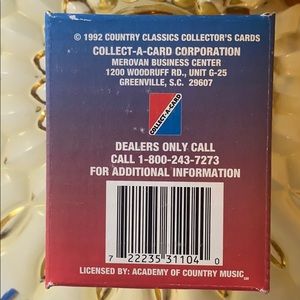 © 1992 COUNTRY CLASSICS COLLECTOR'S CARDS
COLLECT-A-CARD CORPORATION
MEROVAN BUSINESS CENTER
1200 WOODRUFF RD., UNIT G-25
GREENVILLE, S.C. 29607
COLLECT-A-CARD
DEALERS ONLY CALL
CALL 1-800-243-7273
FOR ADDITIONAL INFORMATION
7 22235 31104 0
LICENSED BY: ACADEMY OF COUNTRY MUSIC